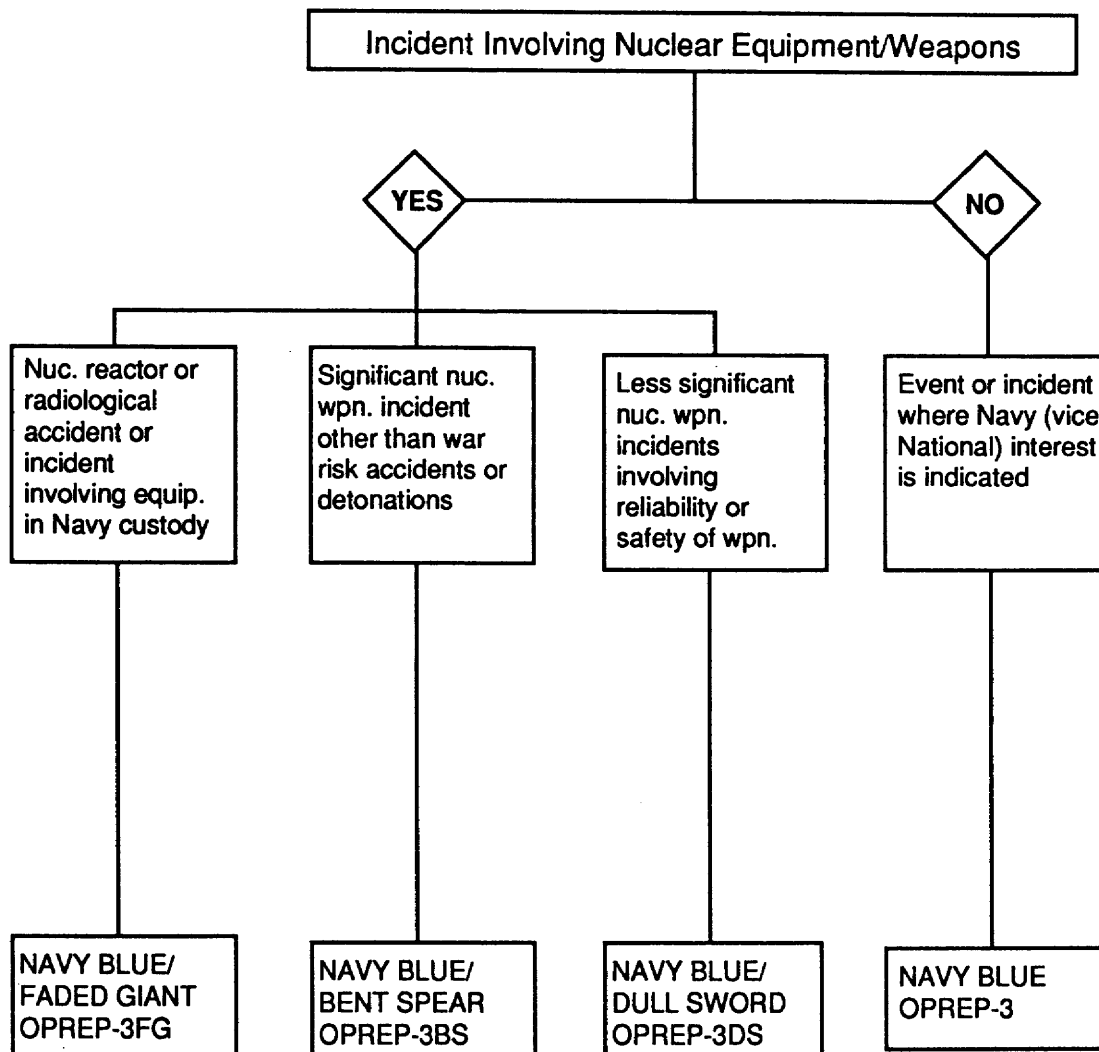 Incident Involving Nuclear Equipment/Weapons
YES
NO
Nuc. reactor or
radiological
accident or
incident
involving equip.
in Navy custody
Significant nuc.
wpn. incident
other than war
risk accidents or
detonations
Less significant
nuc. wpn.
incidents
involving
reliability or
safety of wpn.
Event or incident
where Navy (vice
National) interest
is indicated
NAVY BLUE/
FADED GIANT
OPREP-3FG
NAVY BLUE/
BENT SPEAR
OPREP-3BS
NAVY BLUE/
DULL SWORD
OPREP-3DS
NAVY BLUE
OPREP-3